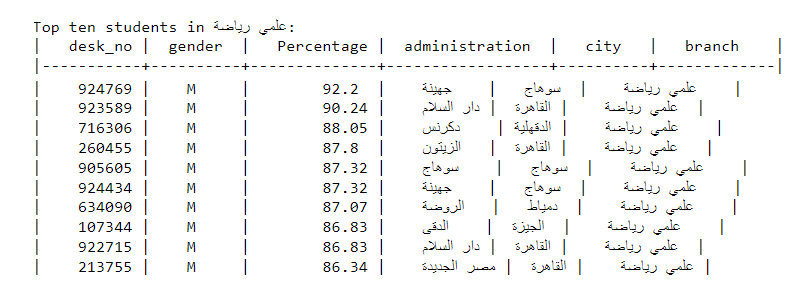 Top ten students in علمي رياضة:
| desk_no | gender | Percentage | administration | city | branch |
|-----------+----------+--------------+------------------+----------+-------------|
| 924769 | M | 92.2 | جهينة | سوهاج | علمي رياضة |
| 923589 | M | 90.24 | دار السلام | القاهرة | علمي رياضة |
| 716306 | M | 88.05 | دكرنس | الدقهلية | علمي رياضة |
| 260455 | M | 87.8 | الزيتون | القاهرة | علمي رياضة |
| 905605 | M | 87.32 | سوهاج | سوهاج | علمي رياضة |
| 924434 | M | 87.32 | جهينة | سوهاج | علمي رياضة |
| 634090 | M | 87.07 | الروضة | دمياط | علمي رياضة |
| 107344 | M | 86.83 | الدقى | الجيزة | علمي رياضة |
| 922715 | M | 86.83 | دار السلام | القاهرة | علمي رياضة |
| 213755 | M | 86.34 | مصر الجديدة | القاهرة | علمي رياضة |